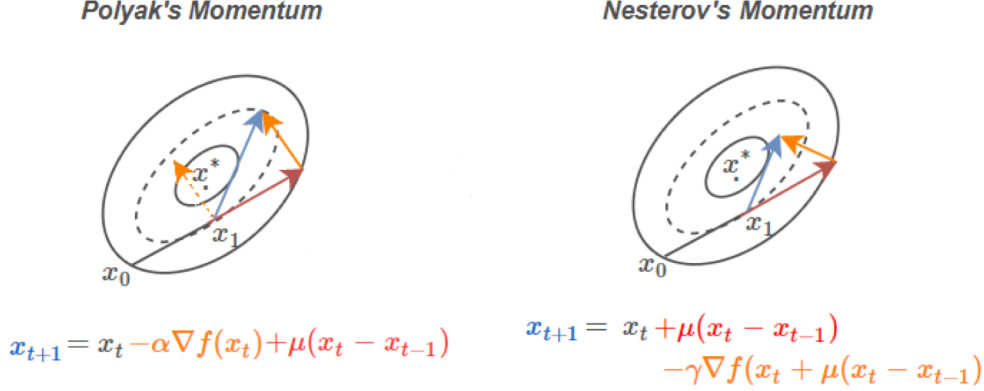 Polyak's Momentum
x*
x₁
x₀
xₜ₊₁ = xₜ −α∇f(xₜ)+μ(xₜ − xₜ₋₁)
Nesterov's Momentum
x*
x₁
x₀
xₜ₊₁ = xₜ +μ(xₜ − xₜ₋₁)
−γ∇f(xₜ + μ(xₜ − xₜ₋₁)